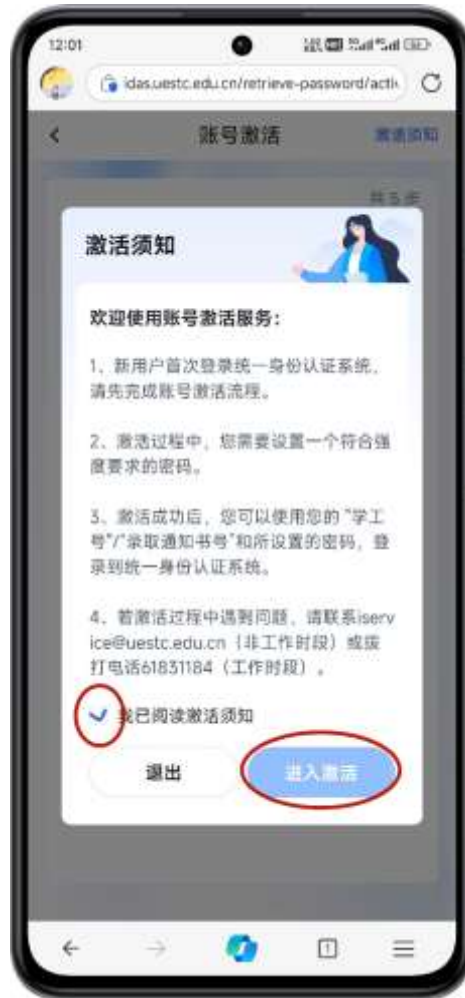 12:01
idas.uestc.edu.cn/retrieve-password/acti
账号激活
激活须知
共 5 步
激活须知
欢迎使用账号激活服务：
1、新用户首次登录统一身份认证系统，
请先完成账号激活流程。
2、激活过程中，您需要设置一个符合强
度要求的密码。
3、激活成功后，您可以使用您的 "学工
号"/"录取通知书号"和所设置的密码，登
录到统一身份认证系统。
4、若激活过程中遇到问题，请联系iserv
ice@uestc.edu.cn（非工作时段）或拨
打电话61831184（工作时段）。
我已阅读激活须知
退出
进入激活
1